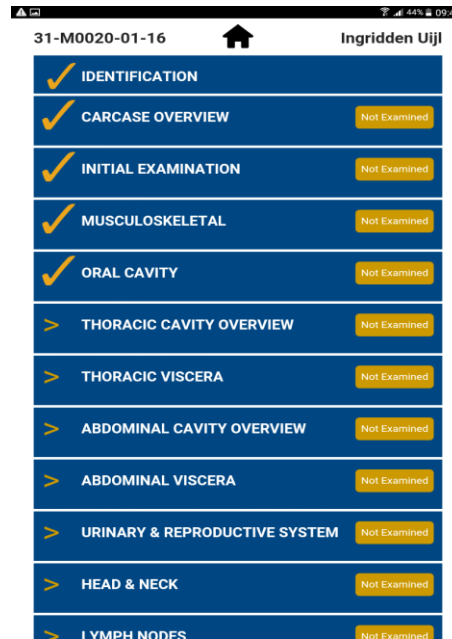 44% 09:4
31-M0020-01-16 Ingridden Uijl
IDENTIFICATION
CARCASE OVERVIEW Not Examined
INITIAL EXAMINATION Not Examined
MUSCULOSKELETAL Not Examined
ORAL CAVITY Not Examined
> THORACIC CAVITY OVERVIEW Not Examined
> THORACIC VISCERA Not Examined
> ABDOMINAL CAVITY OVERVIEW Not Examined
> ABDOMINAL VISCERA Not Examined
> URINARY & REPRODUCTIVE SYSTEM Not Examined
> HEAD & NECK Not Examined
> LYMPH NODES Not Examined